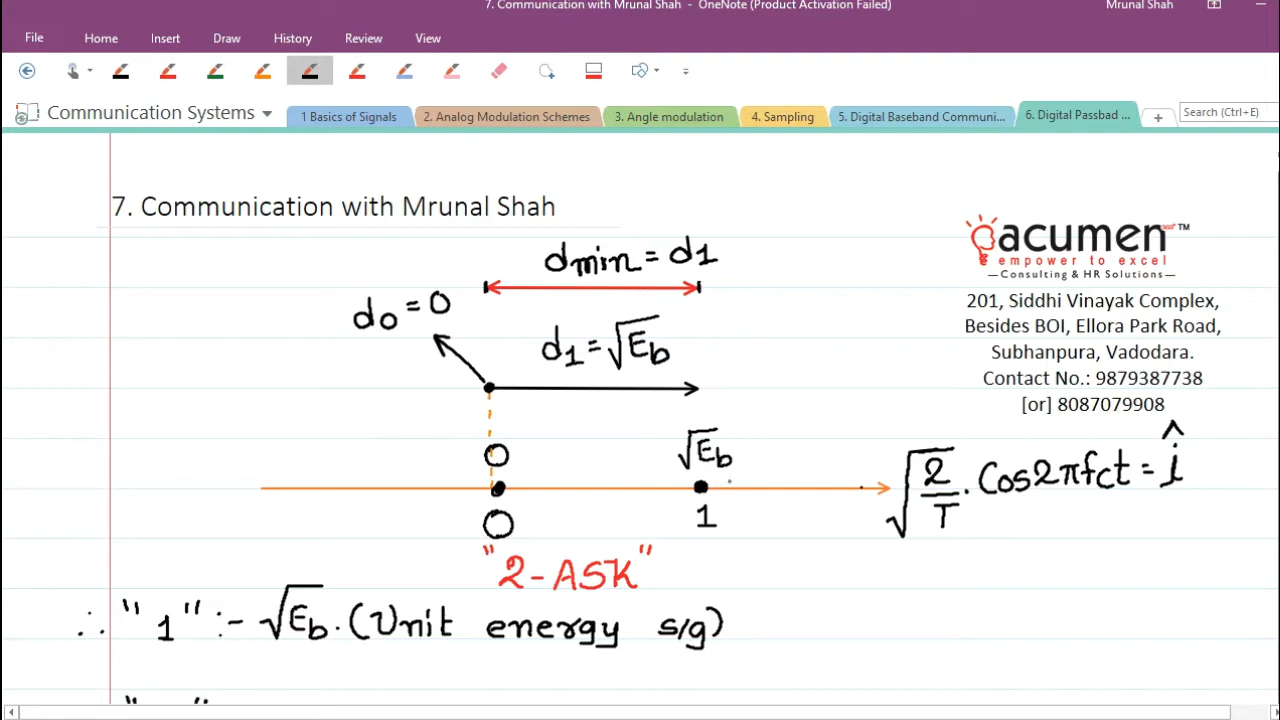 7. Communication with Mrunal Shah - OneNote (Product Activation Failed)
Mrunal Shah
File Home Insert Draw History Review View
Communication Systems
1 Basics of Signals
2. Analog Modulation Schemes
3. Angle modulation
4. Sampling
5. Digital Baseband Communi...
6. Digital Passbad ...
Search (Ctrl+E)
7. Communication with Mrunal Shah
acumen ™
empower to excel
—Consulting & HR Solutions—
201, Siddhi Vinayak Complex,
Besides BOI, Ellora Park Road,
Subhanpura, Vadodara.
Contact No.: 9879387738
[or] 8087079908
dmin = d1
d0 = 0
d1 = √Eb
0 √Eb
0 1
√2/T . Cos2πfct = î
"2-ASK"
∴ "1" :- √Eb . (Unit energy s/g)